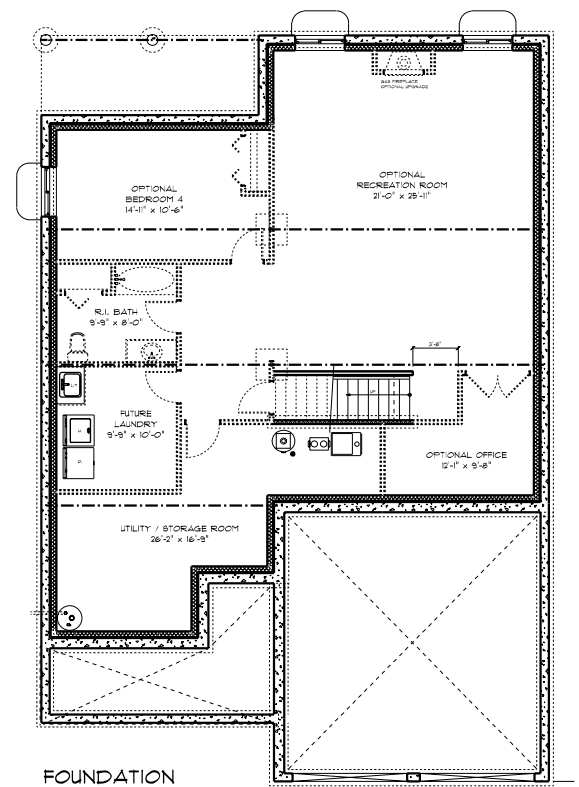 GAS FIREPLACE
OPTIONAL UPGRADE
OPTIONAL
RECREATION ROOM
21'-0" x 25'-11"
OPTIONAL
BEDROOM 4
14'-11" x 10'-6"
R.I. BATH
9'-9" x 8'-0"
3'-8"
UP
FUTURE
LAUNDRY
9'-9" x 10'-0"
OPTIONAL OFFICE
12'-1" x 9'-8"
UTILITY / STORAGE ROOM
26'-2" x 16'-9"
FOUNDATION